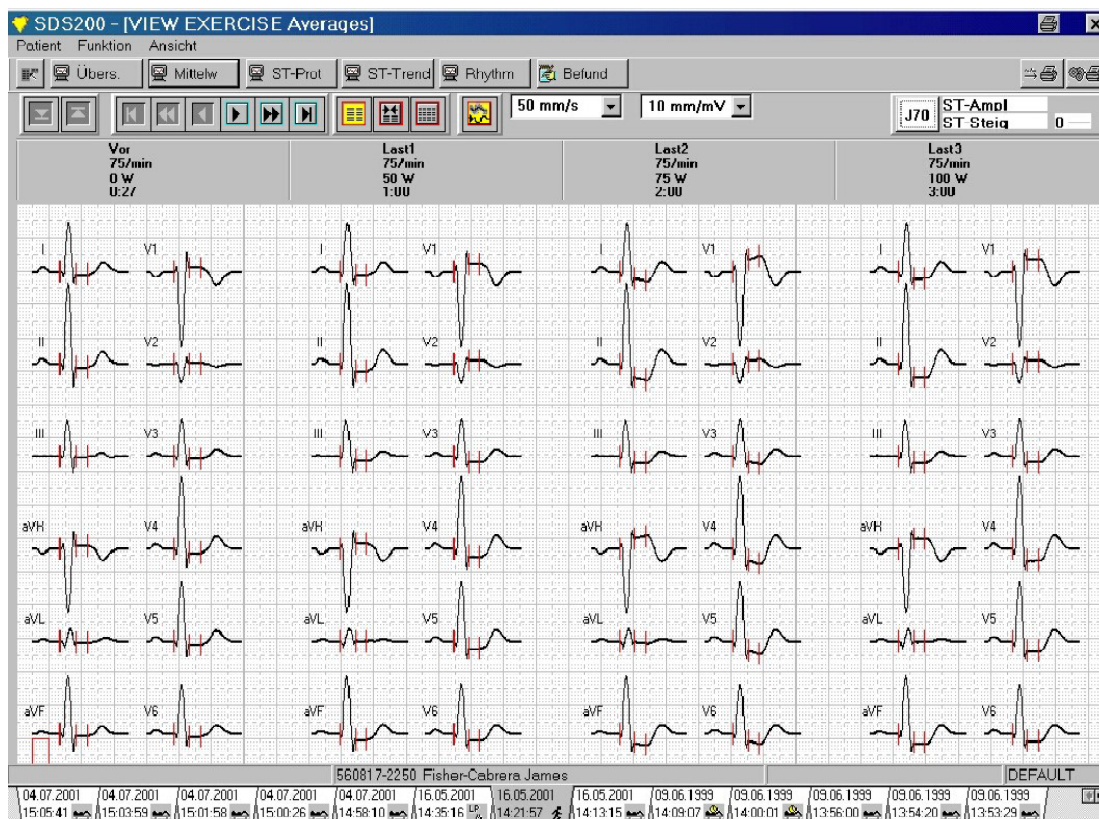 SDS200 - [VIEW EXERCISE Averages]
Patient Funktion Ansicht
Übers. Mittelw ST-Prot ST-Trend Rhythm Befund
50 mm/s 10 mm/mV J70 ST-Ampl
ST-Steig 0
Vor Last1 Last2 Last3
75/min 75/min 75/min 75/min
0 W 50 W 75 W 100 W
0:27 1:00 2:00 3:00
I V1 I V1 I V1 I V1
II V2 II V2 II V2 II V2
III V3 III V3 III V3 III V3
aVR V4 aVR V4 aVR V4 aVR V4
aVL V5 aVL V5 aVL V5 aVL V5
aVF V6 aVF V6 aVF V6 aVF V6
560817-2250 Fisher-Cabrera James DEFAULT
04.07.2001 04.07.2001 04.07.2001 04.07.2001 04.07.2001 16.05.2001 16.05.2001 16.05.2001 09.06.1999 09.06.1999 09.06.1999 09.06.1999 09.06.1999
15:05:41 15:03:59 15:01:58 15:00:26 14:58:10 14:35:16 LP 14:21:57 14:13:15 14:09:07 14:00:01 13:56:00 13:54:20 13:53:29